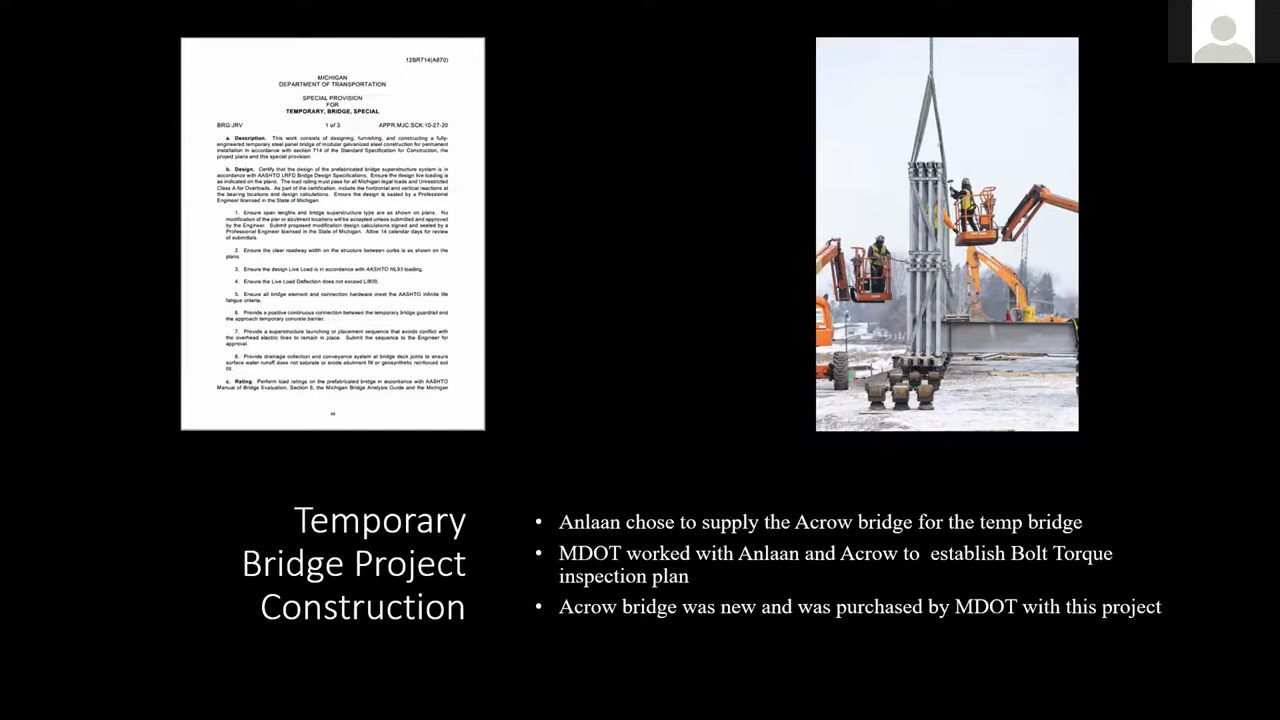 12BR714(A870)
MICHIGAN
DEPARTMENT OF TRANSPORTATION
SPECIAL PROVISION
FOR
TEMPORARY, BRIDGE, SPECIAL
BRG:JRV 1 of 3 APPR:MJC:SCK:10-27-20
a. Description. This work consists of designing, furnishing, and constructing a fully-
engineered temporary steel panel bridge of modular galvanized steel construction for permanent
installation in accordance with section 714 of the Standard Specification for Construction, the
project plans and this special provision.
b. Design. Certify that the design of the prefabricated bridge superstructure system is in
accordance with AASHTO LRFD Bridge Design Specifications. Ensure the design live loading is
as indicated on the plans. The load rating must pass for all Michigan legal loads and Unrestricted
Class A for Overloads. As part of the certification, include the horizontal and vertical reactions at
the bearing locations and design calculations. Ensure the design is sealed by a Professional
Engineer licensed in the State of Michigan.
1. Ensure span lengths and bridge superstructure type are as shown on plans. No
modification of the pier or abutment locations will be accepted unless submitted and approved
by the Engineer. Submit proposed modification design calculations signed and sealed by a
Professional Engineer licensed in the State of Michigan. Allow 14 calendar days for review
of submittals.
2. Ensure the clear roadway width on the structure between curbs is as shown on the
plans.
3. Ensure the design Live Load is in accordance with AASHTO HL93 loading.
4. Ensure the Live Load Deflection does not exceed L/800.
5. Ensure all bridge element and connection hardware meet the AASHTO infinite life
fatigue criteria.
6. Provide a positive continuous connection between the temporary bridge guardrail and
the approach temporary concrete barrier.
7. Provide a superstructure launching or placement sequence that avoids conflict with
the overhead electric lines to remain in place. Submit the sequence to the Engineer for
approval.
8. Provide drainage collection and conveyance system at bridge deck joints to ensure
surface water runoff does not saturate or erode abutment fill or geosynthetic reinforced soil
fill.
c. Rating. Perform load ratings on the prefabricated bridge in accordance with AASHTO
Manual of Bridge Evaluation, Section 6, the Michigan Bridge Analysis Guide and the Michigan
Temporary
Bridge Project
Construction
• Anlaan chose to supply the Acrow bridge for the temp bridge
• MDOT worked with Anlaan and Acrow to establish Bolt Torque
inspection plan
• Acrow bridge was new and was purchased by MDOT with this project